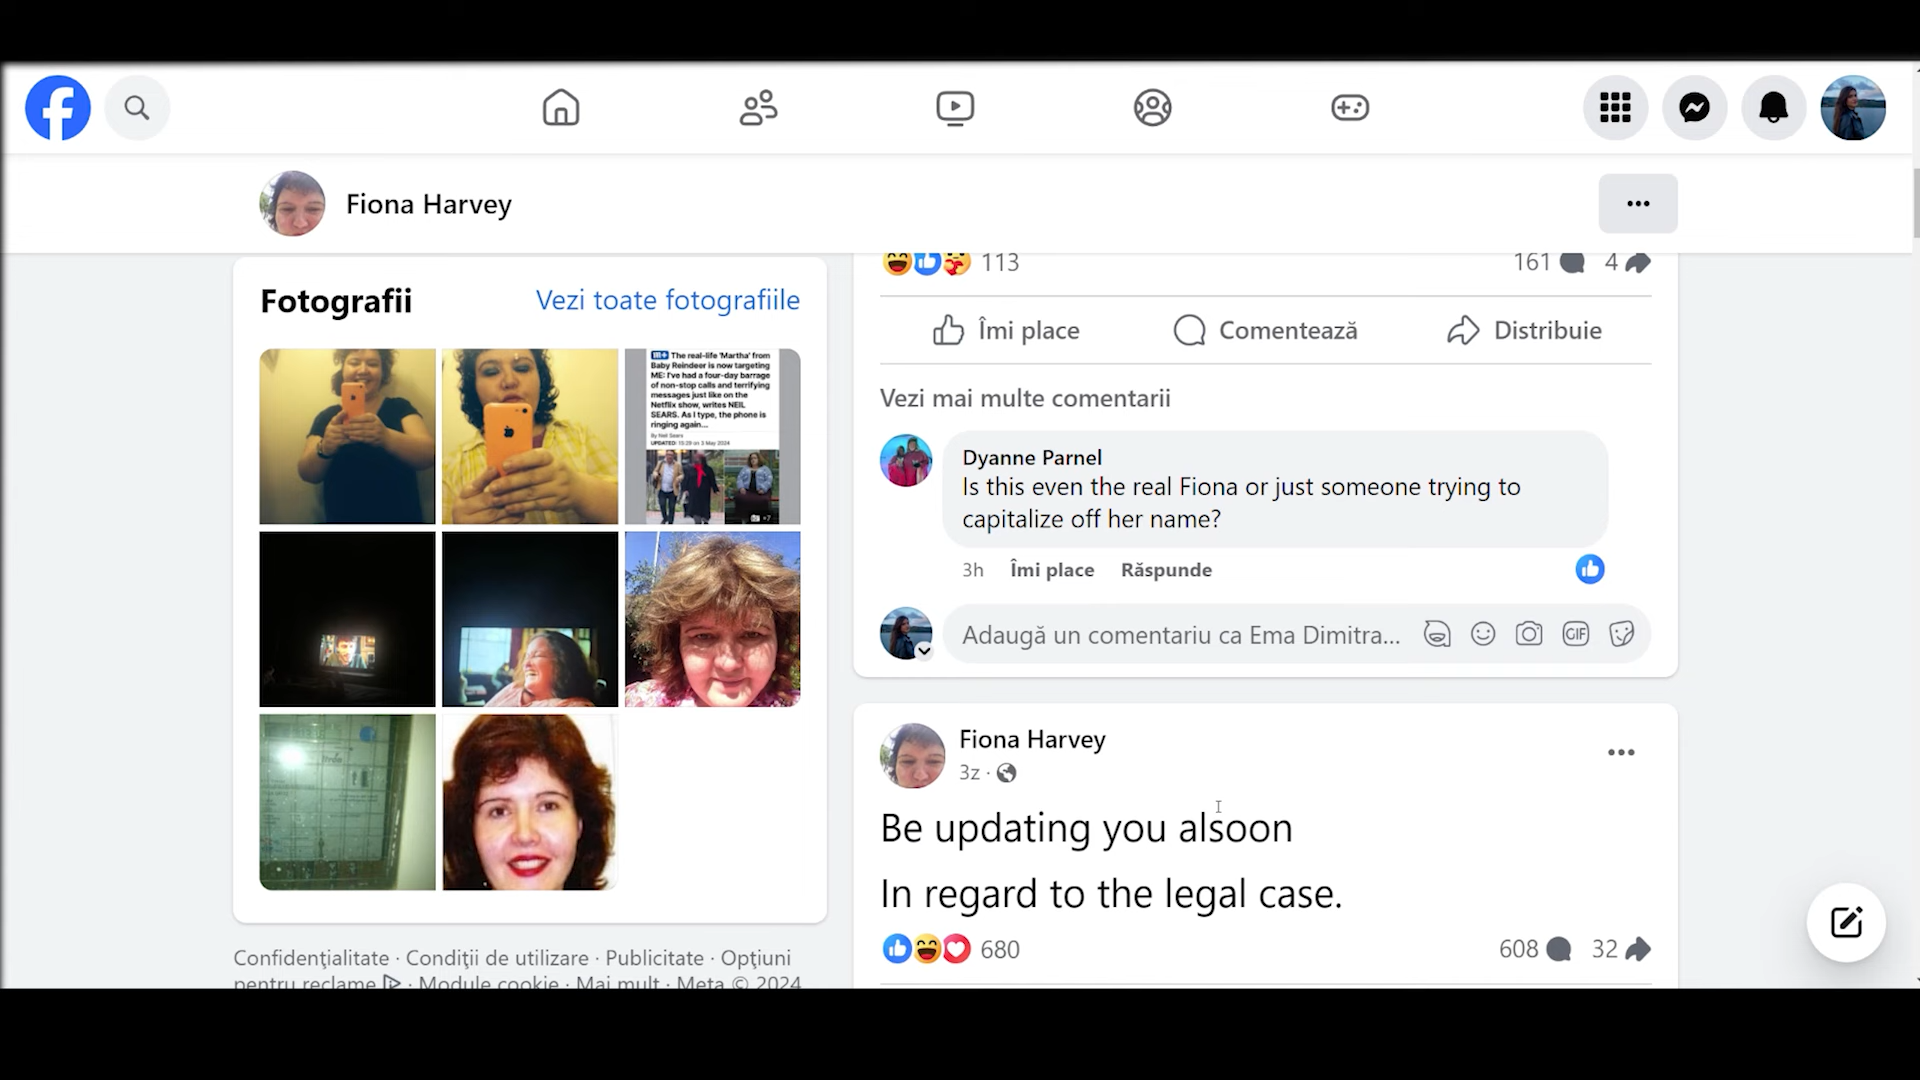 Fiona Harvey
Fotografii
Vezi toate fotografiile
m+ The real-life 'Martha' from
Baby Reindeer is now targeting
ME: I've had a four-day barrage
of non-stop calls and terrifying
messages just like on the
Netflix show, writes NEIL
SEARS. As I type, the phone is
ringing again...
By Neil Sears
UPDATED: 13:29 on 3 May 2024
+7
113
161
4
Îmi place
Comentează
Distribuie
Vezi mai multe comentarii
Dyanne Parnel
Is this even the real Fiona or just someone trying to
capitalize off her name?
3h Îmi place Răspunde
Adaugă un comentariu ca Ema Dimitra...
GIF
Fiona Harvey
3z ·
Be updating you alsoon
In regard to the legal case.
680
608
32
Confidențialitate · Condiții de utilizare · Publicitate · Opțiuni
pentru reclame · Module cookie · Mai mult · Meta © 2024